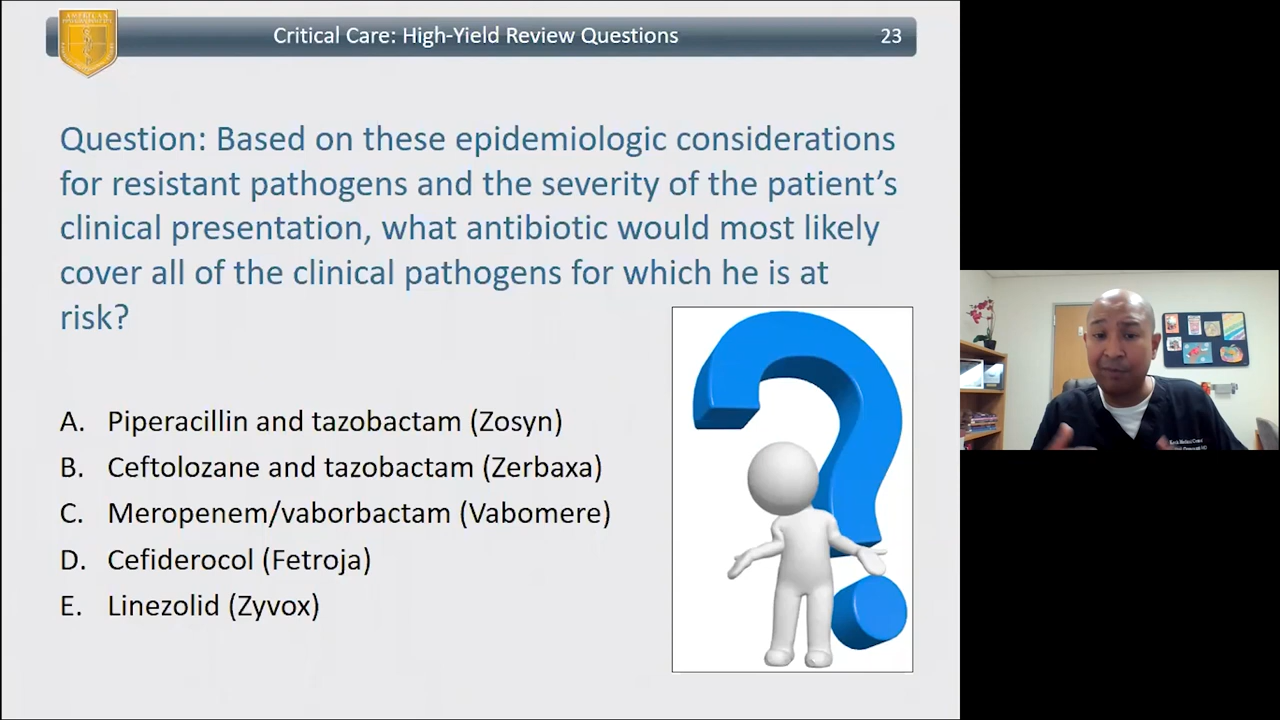 Critical Care: High-Yield Review Questions 23
Question: Based on these epidemiologic considerations
for resistant pathogens and the severity of the patient's
clinical presentation, what antibiotic would most likely
cover all of the clinical pathogens for which he is at
risk?
A. Piperacillin and tazobactam (Zosyn)
B. Ceftolozane and tazobactam (Zerbaxa)
C. Meropenem/vaborbactam (Vabomere)
D. Cefiderocol (Fetroja)
E. Linezolid (Zyvox)